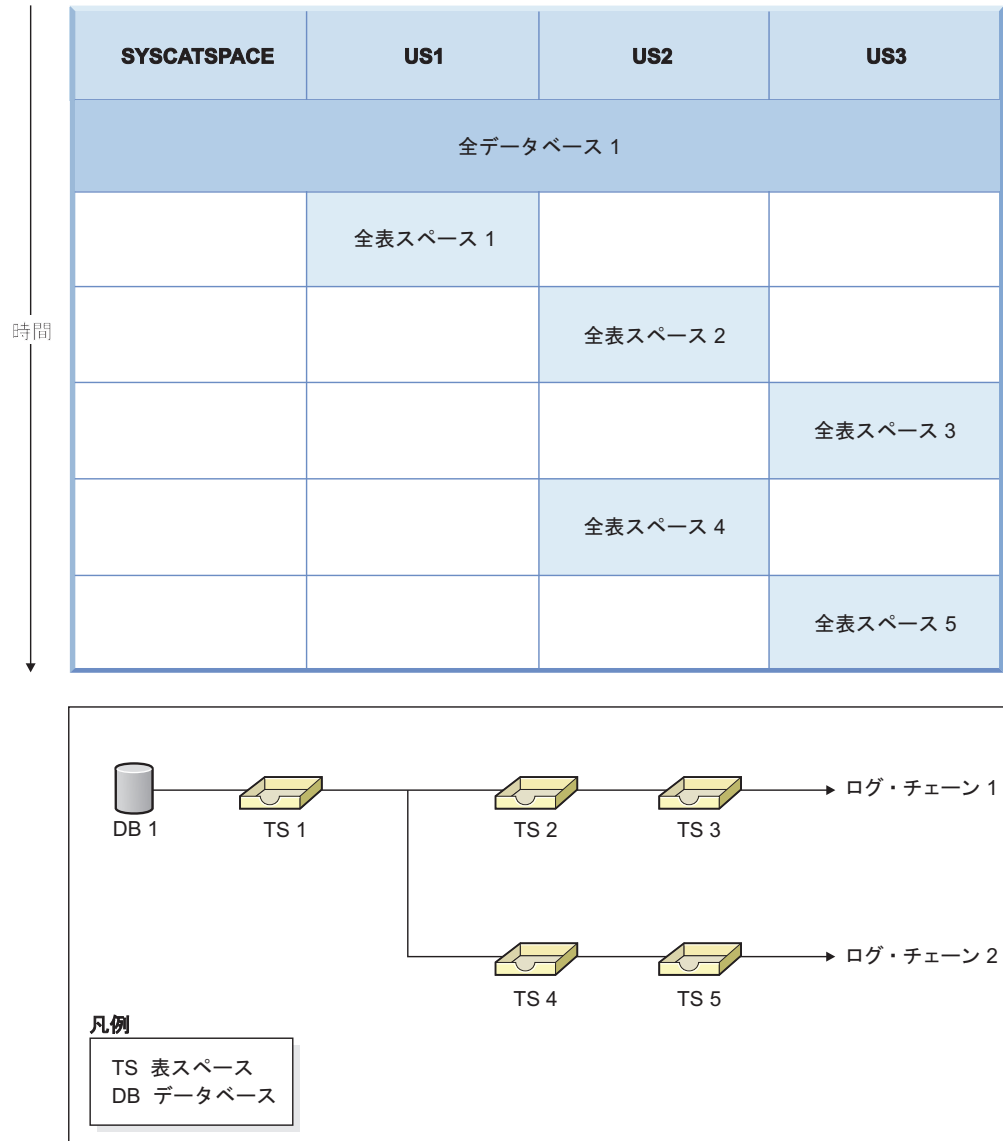 SYSCATSPACE US1 US2 US3
全データベース 1
全表スペース 1
全表スペース 2
時間
全表スペース 3
全表スペース 4
全表スペース 5
ログ・チェーン 1
DB 1 TS 1 TS 2 TS 3
ログ・チェーン 2
TS 4 TS 5
凡例
TS 表スペース
DB データベース